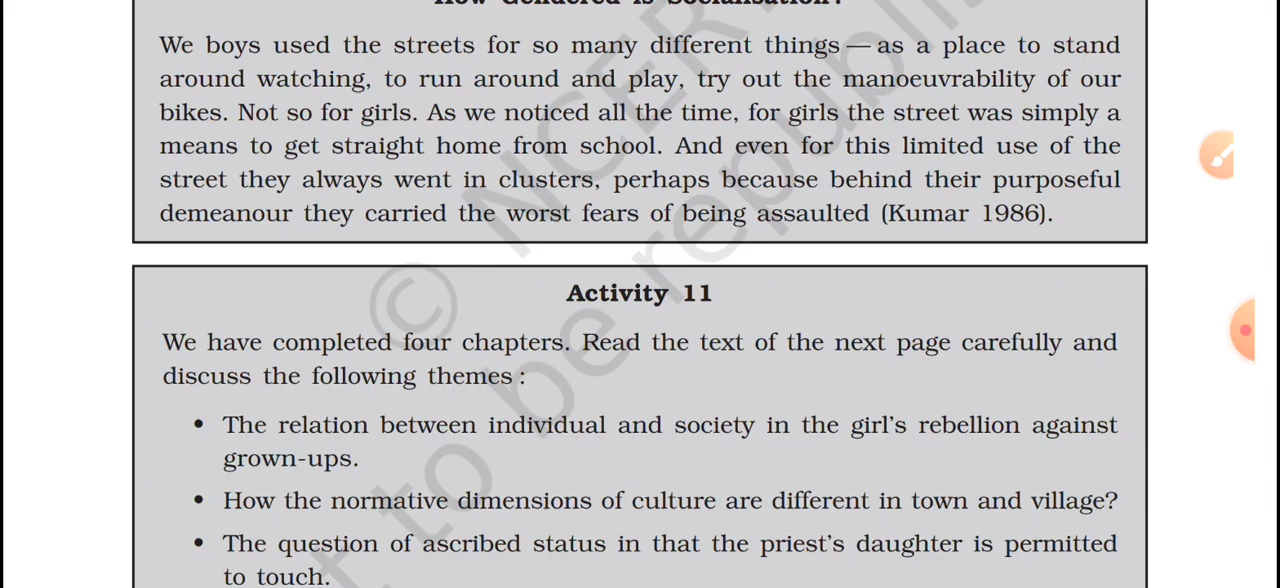 How Gendered is Socialisation?
We boys used the streets for so many different things — as a place to stand
around watching, to run around and play, try out the manoeuvrability of our
bikes. Not so for girls. As we noticed all the time, for girls the street was simply a
means to get straight home from school. And even for this limited use of the
street they always went in clusters, perhaps because behind their purposeful
demeanour they carried the worst fears of being assaulted (Kumar 1986).
Activity 11
We have completed four chapters. Read the text of the next page carefully and
discuss the following themes :
• The relation between individual and society in the girl's rebellion against
grown-ups.
• How the normative dimensions of culture are different in town and village?
• The question of ascribed status in that the priest's daughter is permitted
to touch.
© NCER
t to be republi